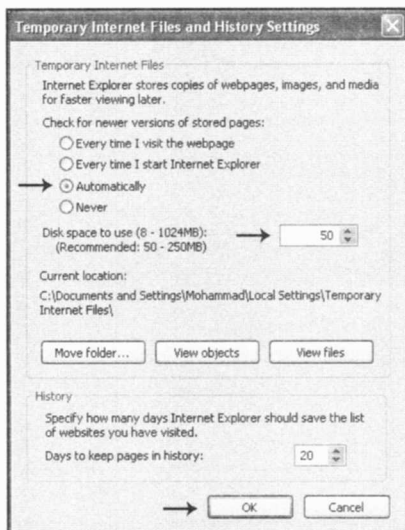 Temporary Internet Files and History Settings
Temporary Internet Files
Internet Explorer stores copies of webpages, images, and media
for faster viewing later.
Check for newer versions of stored pages:
Every time I visit the webpage
Every time I start Internet Explorer
Automatically
Never
Disk space to use (8 - 1024MB): 50
(Recommended: 50 - 250MB)
Current location:
C:\Documents and Settings\Mohammad\Local Settings\Temporary
Internet Files\
Move folder... View objects View files
History
Specify how many days Internet Explorer should save the list
of websites you have visited.
Days to keep pages in history: 20
OK Cancel